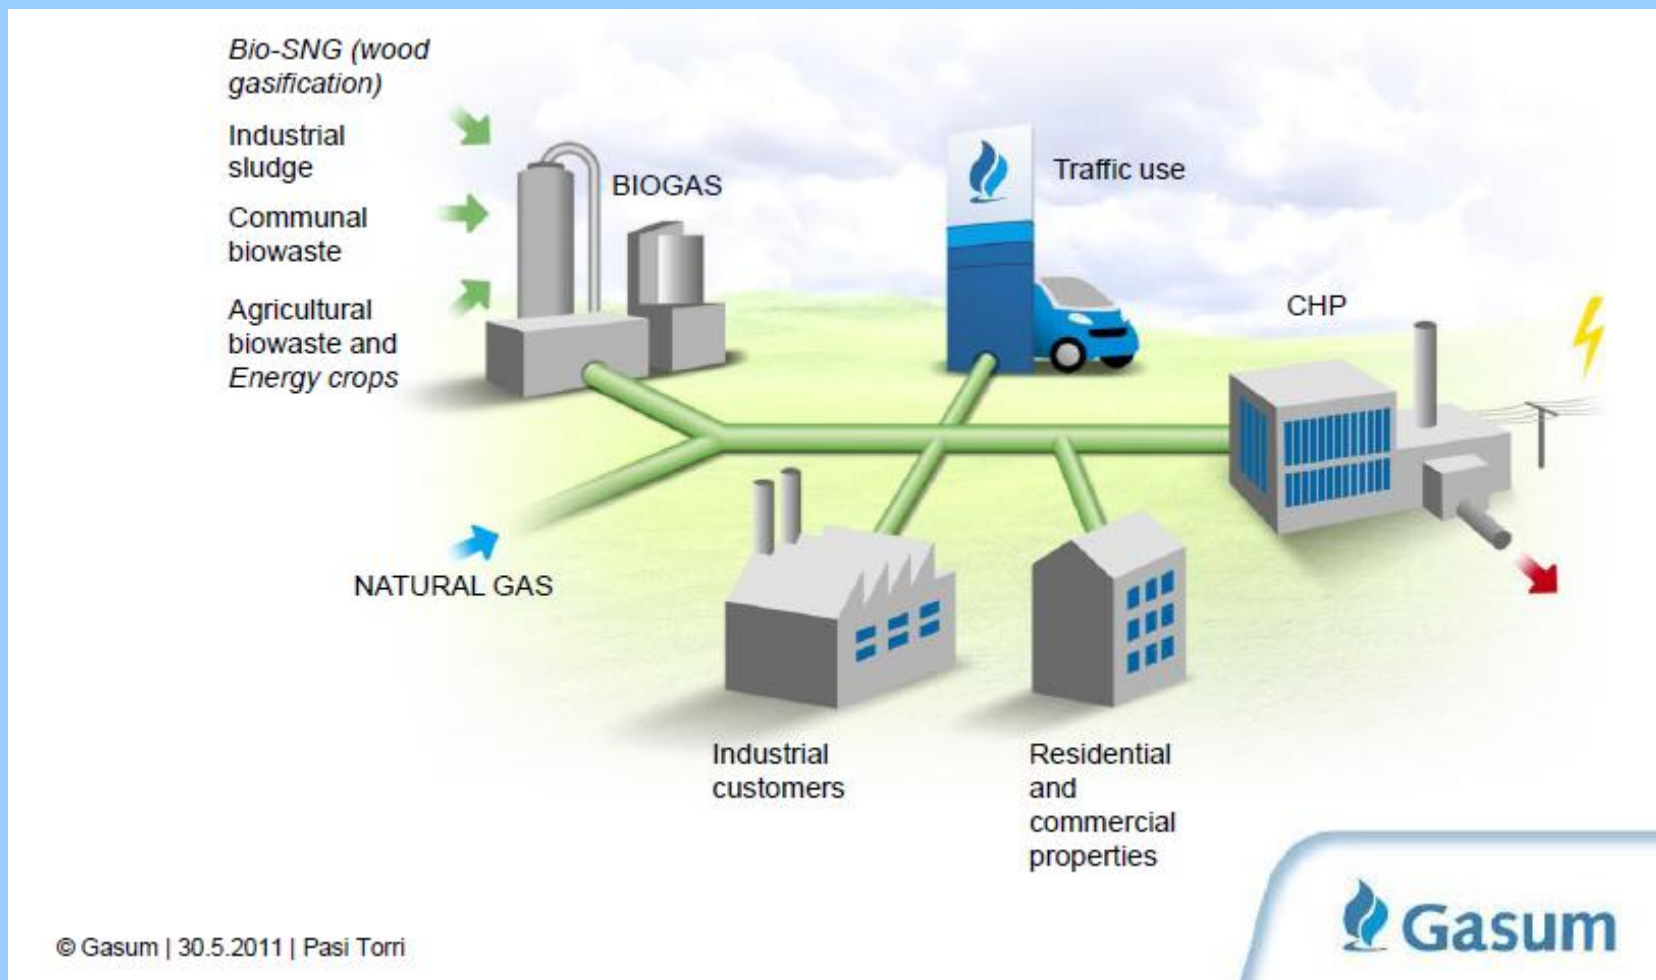 Bio-SNG (wood
gasification)
Industrial
sludge
Communal
biowaste
Agricultural
biowaste and
Energy crops
BIOGAS
Traffic use
CHP
NATURAL GAS
Industrial
customers
Residential
and
commercial
properties
© Gasum | 30.5.2011 | Pasi Torri
Gasum